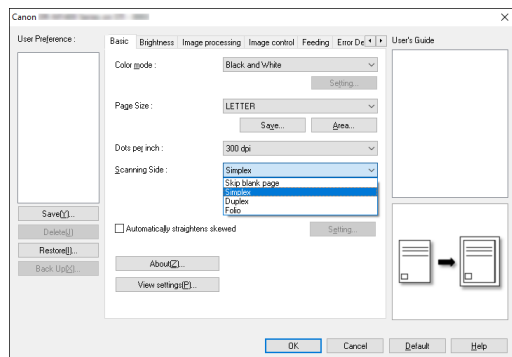 Canon
User Preference :
Save(Y)...
Delete(J)
Restore(I)...
Back Up(X)...
Basic Brightness Image processing Image control Feeding Error De
Color mode : Black and White
Setting...
Page Size : LETTER
Save... Area...
Dots per inch : 300 dpi
Scanning Side : Simplex
Skip blank page
Simplex
Duplex
Folio
Automatically straightens skewed Setting...
About(Z)...
View settings(P)...
User's Guide
OK Cancel Default Help